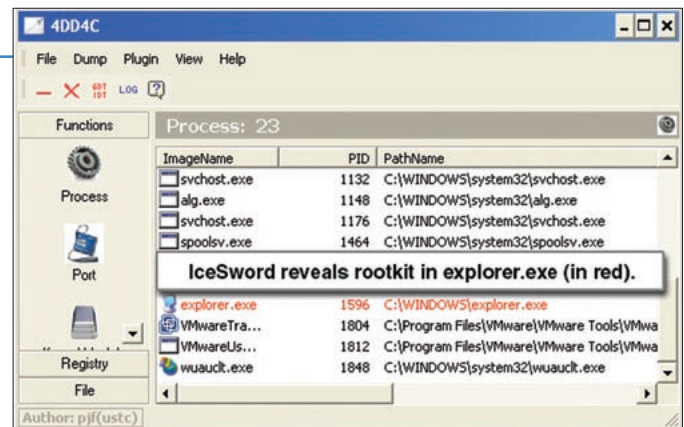 4DD4C
File Dump Plugin View Help
GDT IDT LOG
Functions
Process: 23
Process
Port
Registry
File
ImageName PID PathName
svchost.exe 1132 C:\WINDOWS\system32\svchost.exe
alg.exe 1148 C:\WINDOWS\system32\alg.exe
svchost.exe 1176 C:\WINDOWS\system32\svchost.exe
spoolsv.exe 1464 C:\WINDOWS\system32\spoolsv.exe
IceSword reveals rootkit in explorer.exe (in red).
explorer.exe 1596 C:\WINDOWS\explorer.exe
VMwareTra... 1804 C:\Program Files\VMware\VMware Tools\VMwa
VMwareUs... 1812 C:\Program Files\VMware\VMware Tools\VMwa
wuauclt.exe 1848 C:\WINDOWS\system32\wuauclt.exe
Author: pjf(ustc)